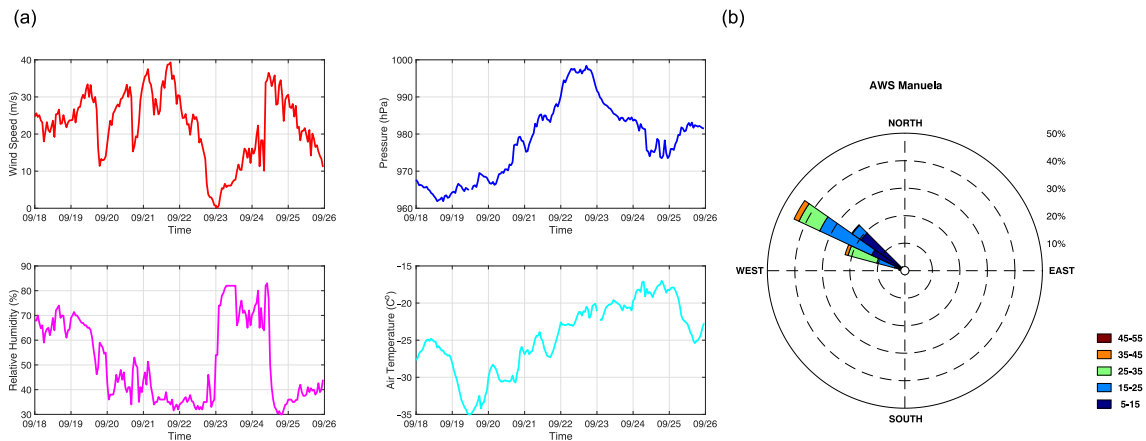 (a)
(b)
40
30
20
10
0
Wind Speed (m/s)
09/18 09/19 09/20 09/21 09/22 09/23 09/24 09/25 09/26
Time
1000
990
980
970
960
Pressure (hPa)
09/18 09/19 09/20 09/21 09/22 09/23 09/24 09/25 09/26
Time
90
80
70
60
50
40
30
Relative Humidity (%)
09/18 09/19 09/20 09/21 09/22 09/23 09/24 09/25 09/26
Time
-15
-20
-25
-30
-35
Air Temperature (Cº)
09/18 09/19 09/20 09/21 09/22 09/23 09/24 09/25 09/26
Time
AWS Manuela
NORTH
50%
40%
30%
20%
10%
WEST
EAST
SOUTH
45-55
35-45
25-35
15-25
5-15